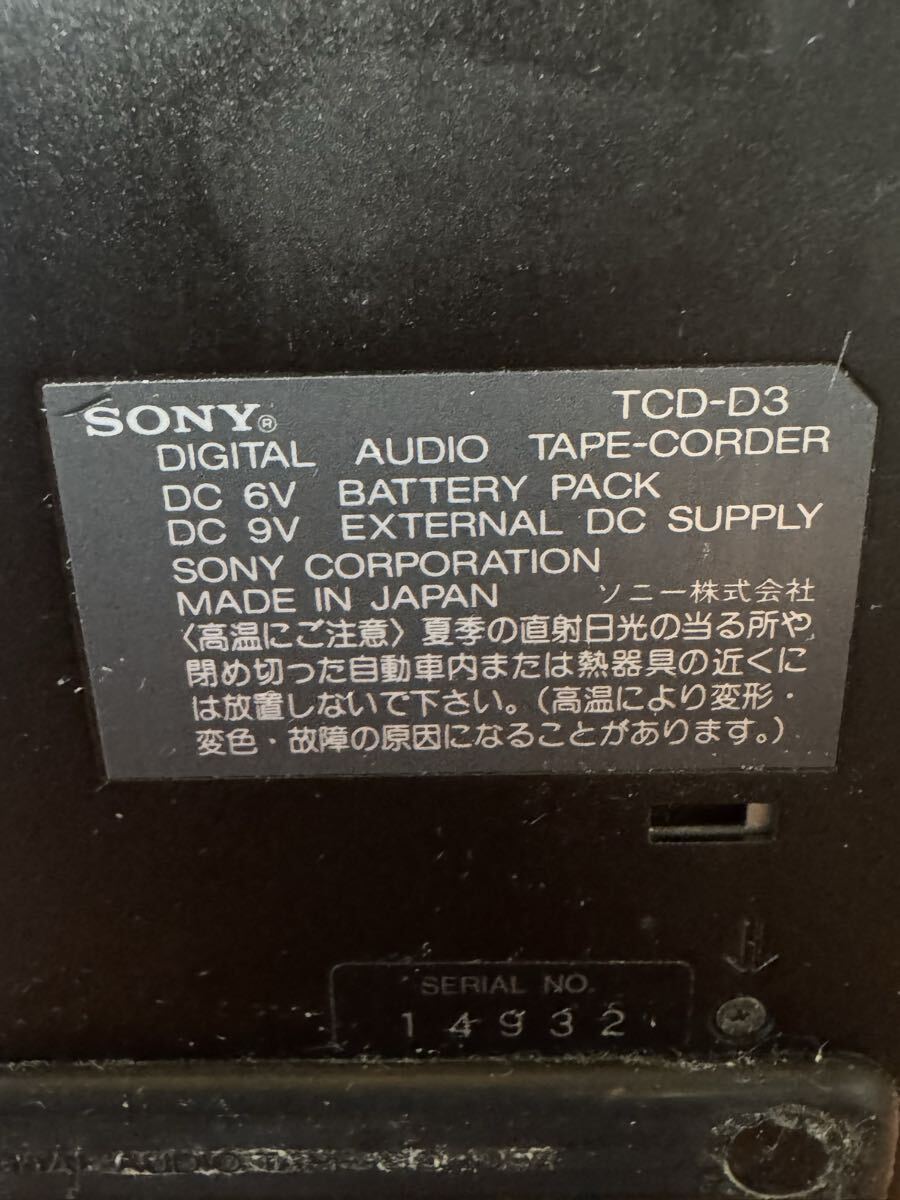 SONY® TCD-D3
DIGITAL AUDIO TAPE-CORDER
DC 6V BATTERY PACK
DC 9V EXTERNAL DC SUPPLY
SONY CORPORATION
MADE IN JAPAN ソニー株式会社
〈高温にご注意〉夏季の直射日光の当る所や
閉め切った自動車内または熱器具の近くに
は放置しないで下さい。(高温により変形・
変色・故障の原因になることがあります。)
SERIAL NO.
14932